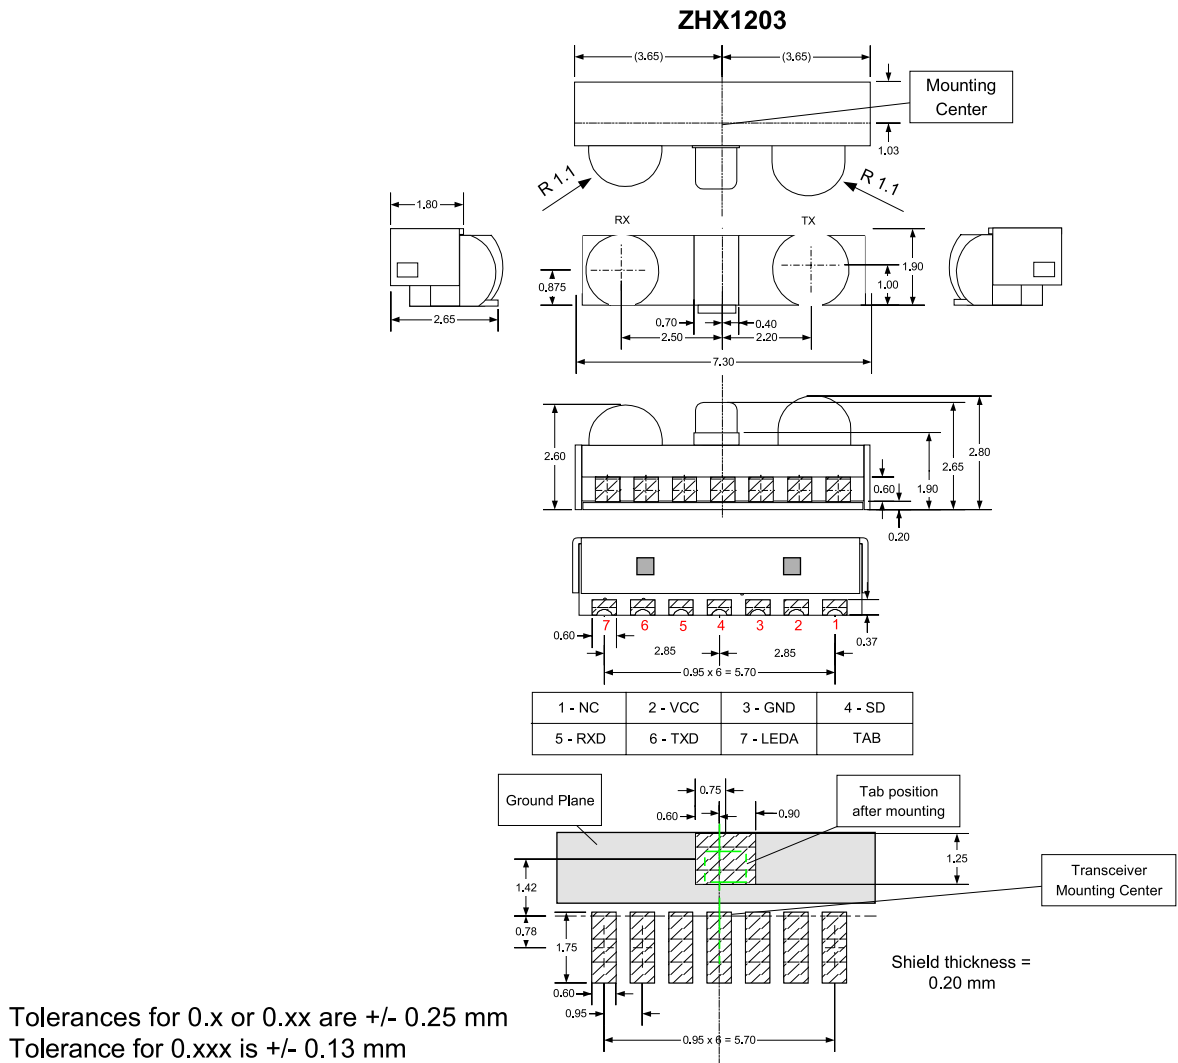 ZHX1203
(3.65)
(3.65)
Mounting
Center
1.03
R 1.1
R 1.1
1.80
RX
TX
1.90
0.875
1.00
2.65
0.70
0.40
2.50
2.20
7.30
2.60
2.80
2.65
0.60
1.90
0.20
7
6
5
4
3
2
1
0.60
0.37
2.85
2.85
0.95 x 6 = 5.70
1 - NC
2 - VCC
3 - GND
4 - SD
5 - RXD
6 - TXD
7 - LEDA
TAB
Ground Plane
0.75
Tab position
after mounting
0.60
0.90
1.25
Transceiver
Mounting Center
1.42
0.78
1.75
Shield thickness =
0.20 mm
0.60
0.95
0.95 x 6 = 5.70
Tolerances for 0.x or 0.xx are +/- 0.25 mm
Tolerance for 0.xxx is +/- 0.13 mm